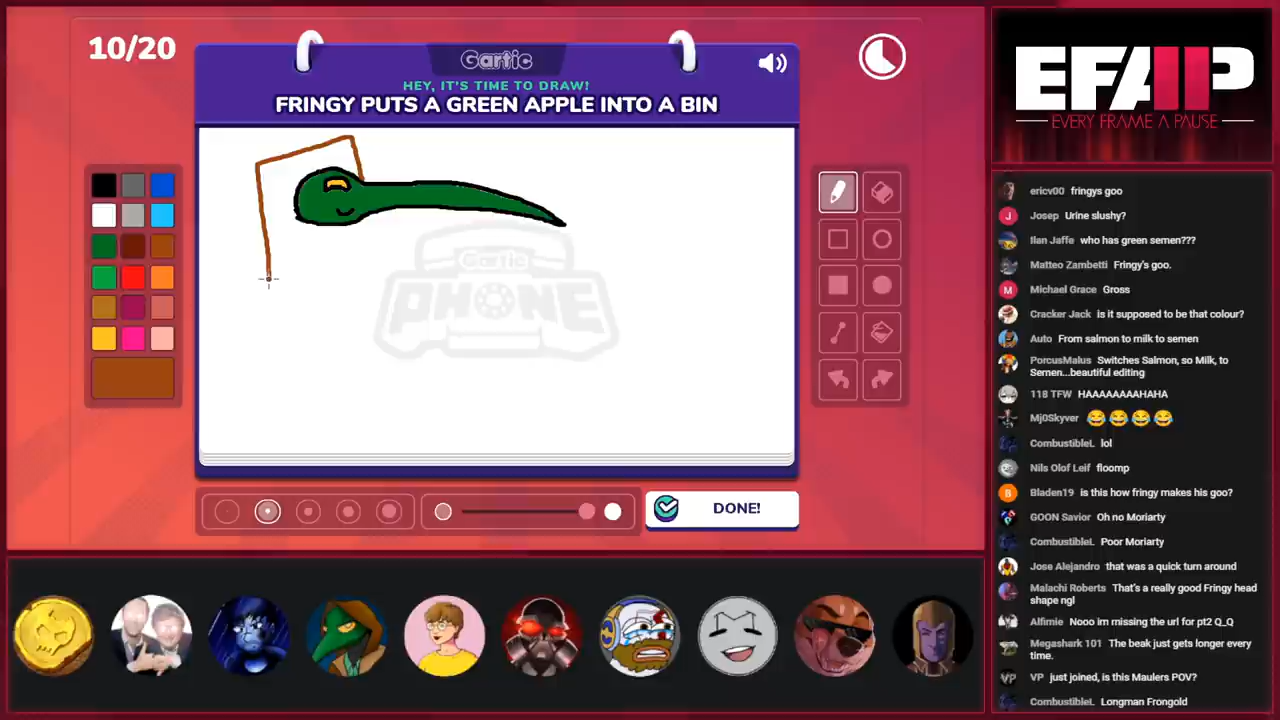 10/20
Gartic
HEY, IT'S TIME TO DRAW!
FRINGY PUTS A GREEN APPLE INTO A BIN
Gartic
PHONE
DONE!
EFAP
EVERY FRAME A PAUSE
ericv00 fringys goo
J Josep Urine slushy?
Ilan Jaffe who has green semen???
Matteo Zambetti Fringy's goo.
M Michael Grace Gross
Cracker Jack is it supposed to be that colour?
Auto From salmon to milk to semen
PorcusMalus Switches Salmon, so Milk, to
Semen...beautiful editing
118 TFW HAAAAAAAHAHA
Mj0Skyver 😂😂😂😂
CombustibleL lol
Nils Olof Leif floomp
B Bladen19 is this how fringy makes his goo?
GOON Savior Oh no Moriarty
CombustibleL Poor Moriarty
Jose Alejandro that was a quick turn around
Malachi Roberts That's a really good Fringy head
shape ngl
Alfimie Nooo im missing the url for pt2 Q_Q
Megashark 101 The beak just gets longer every
time.
VP VP just joined, is this Maulers POV?
CombustibleL Longman Frongold